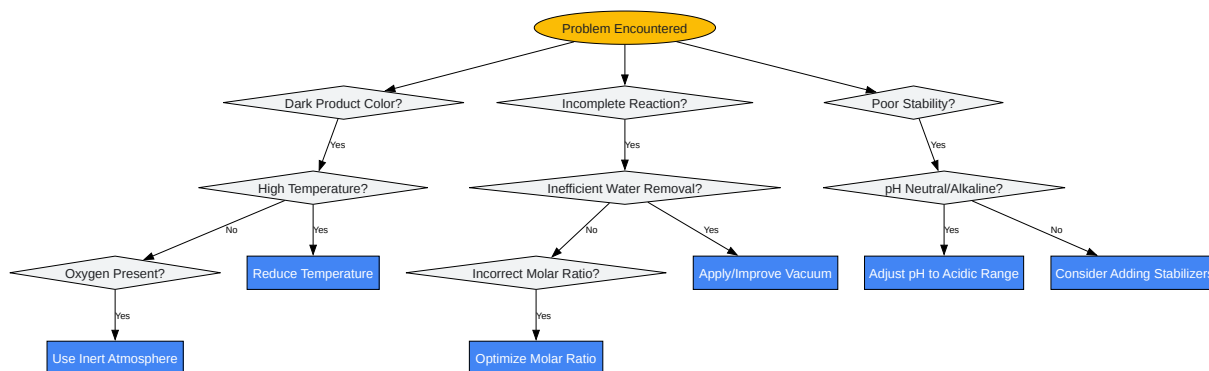 Problem Encountered
Dark Product Color?
Incomplete Reaction?
Poor Stability?
Yes
Yes
Yes
High Temperature?
Inefficient Water Removal?
pH Neutral/Alkaline?
No
Yes
No
Yes
Yes
No
Oxygen Present?
Reduce Temperature
Incorrect Molar Ratio?
Apply/Improve Vacuum
Adjust pH to Acidic Range
Consider Adding Stabilizers
Yes
Yes
Use Inert Atmosphere
Optimize Molar Ratio